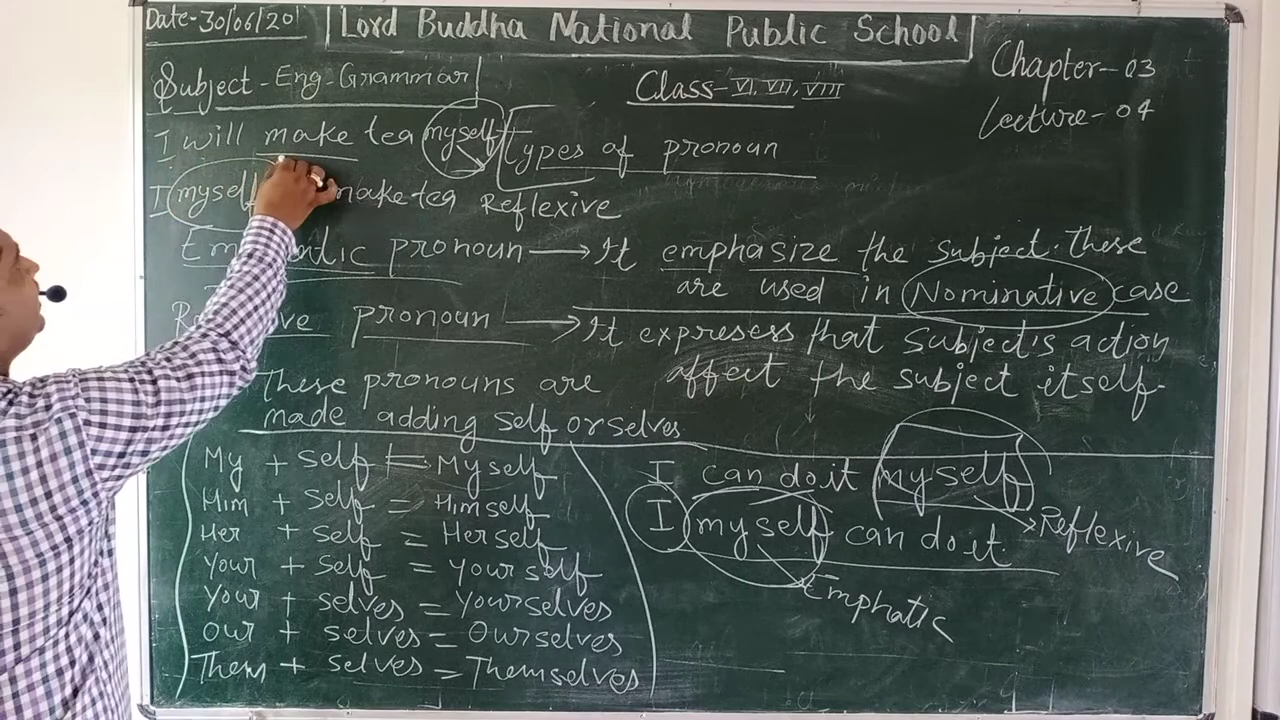 Date-30/06/20
Lord Buddha National Public School
Subject-Eng-Grammar
Class-VI, VII, VIII
Chapter-03
Lecture-04
I will make tea myself
Types of pronoun
I myself make tea Reflexive
pronoun → It emphasize the subject. These
are used in Nominative case
pronoun → It expresess that subject's action
affect the subject itself.
These pronouns are
made adding self or selves
My + self = Myself
Him + self = Himself
Her + self = Herself
Your + self = yourself
Your + selves = yourselves
our + selves = ourselves
Them + selves = Themselves
I can do it myself
Reflexive
I myself can do it.
Emphatic